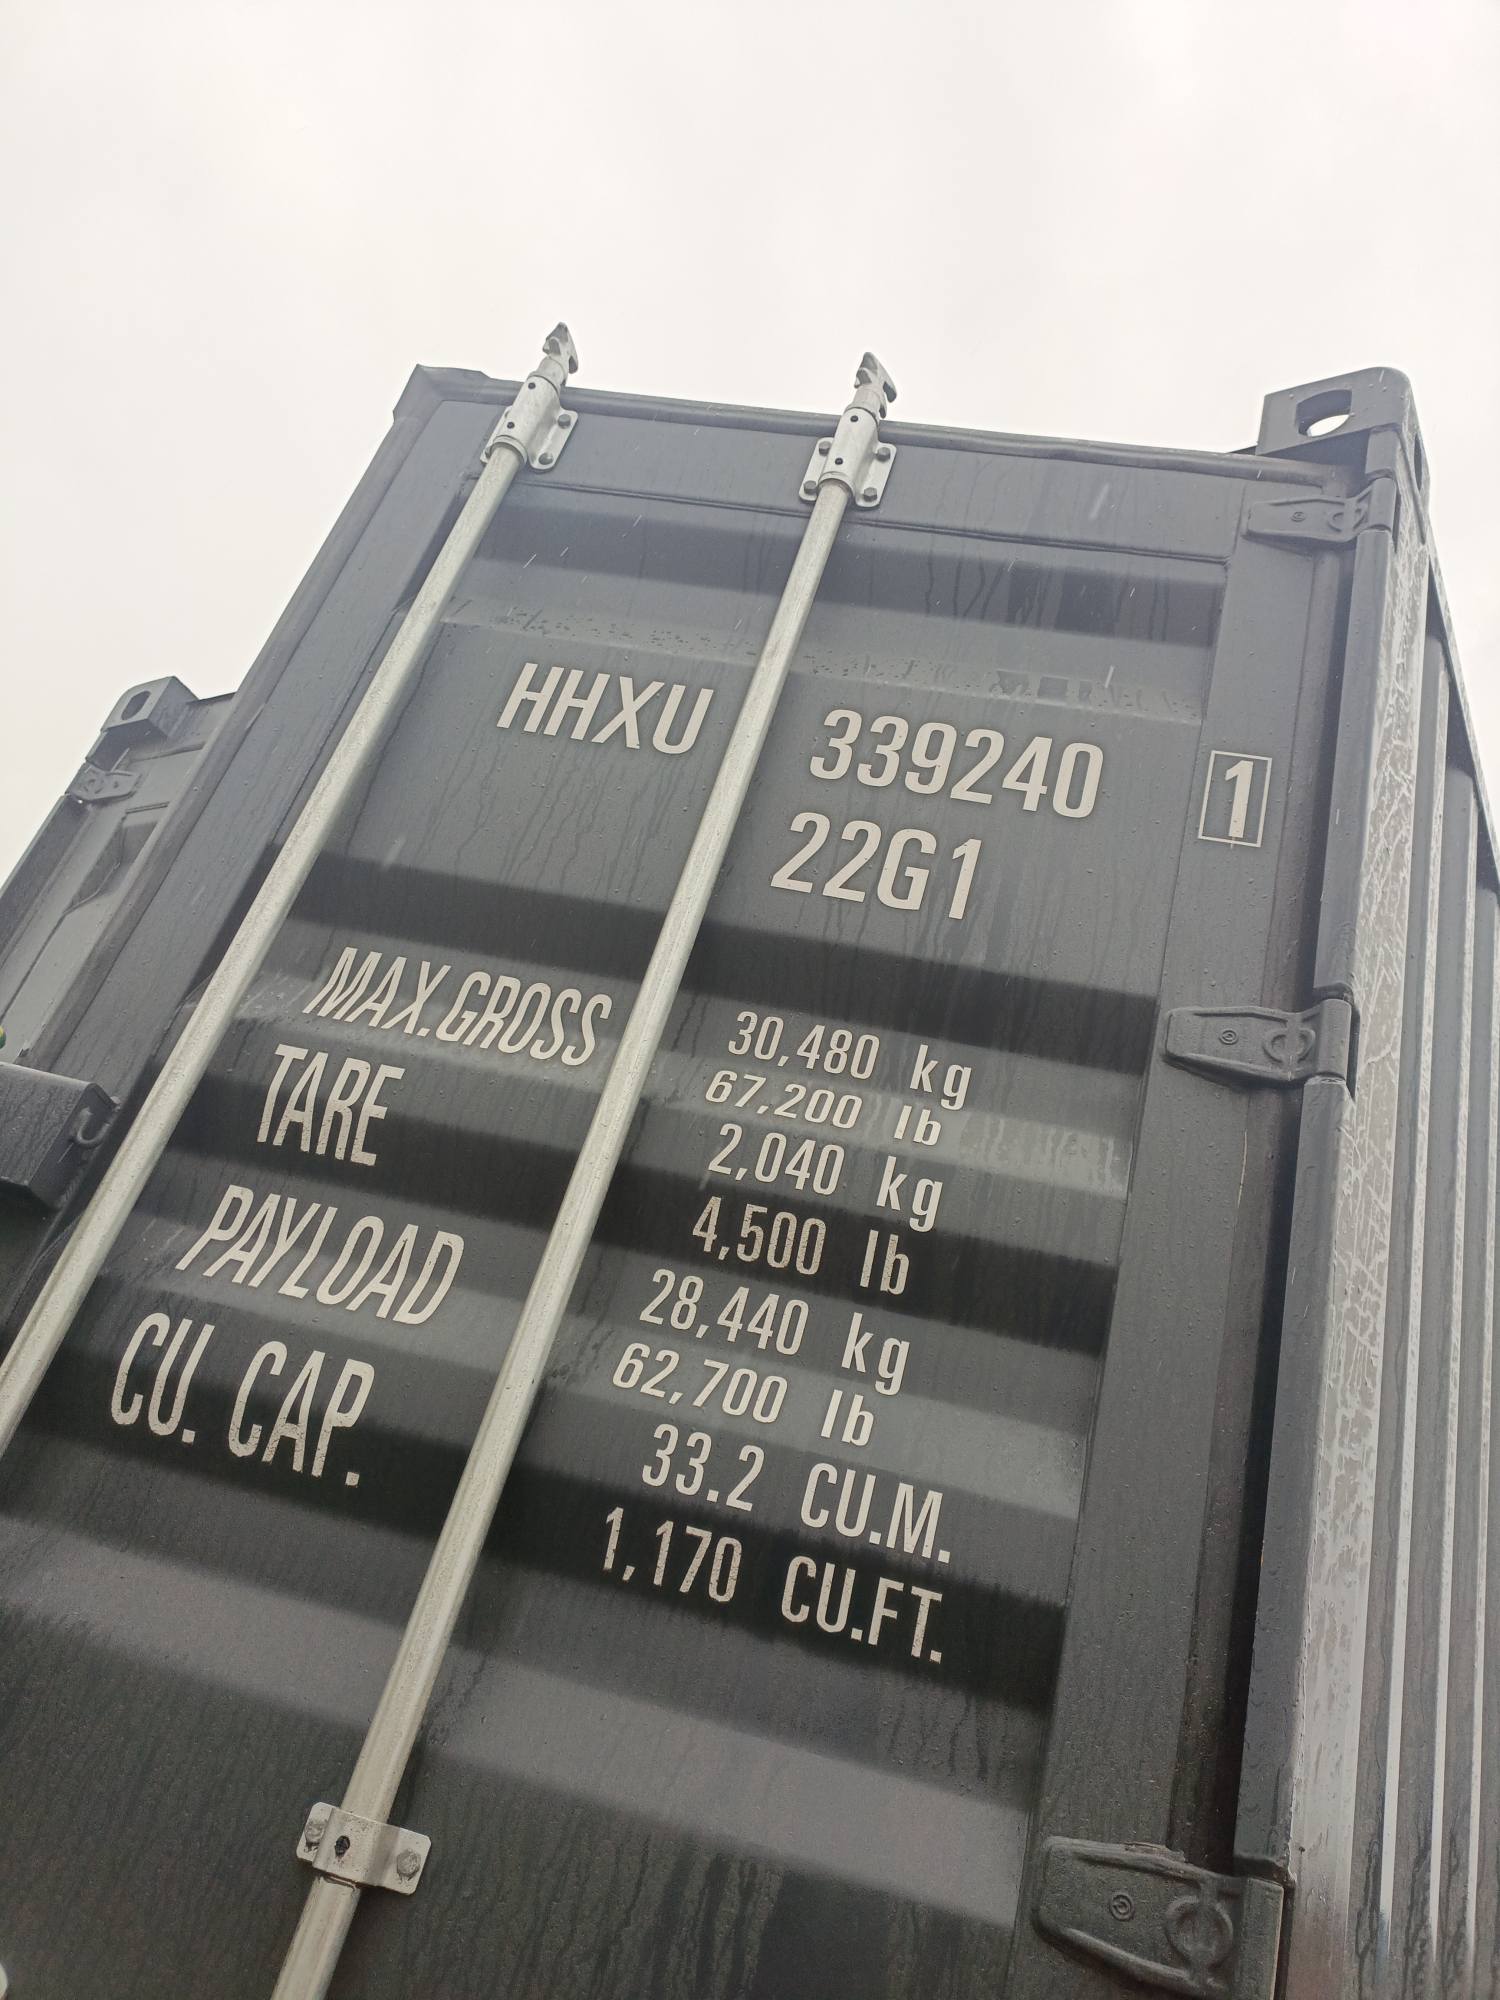 HHXU 339240 1
22G1
MAX.GROSS 30,480 kg
67,200 lb
TARE 2,040 kg
4,500 lb
PAYLOAD 28,440 kg
62,700 lb
CU. CAP. 33.2 CU.M.
1,170 CU.FT.